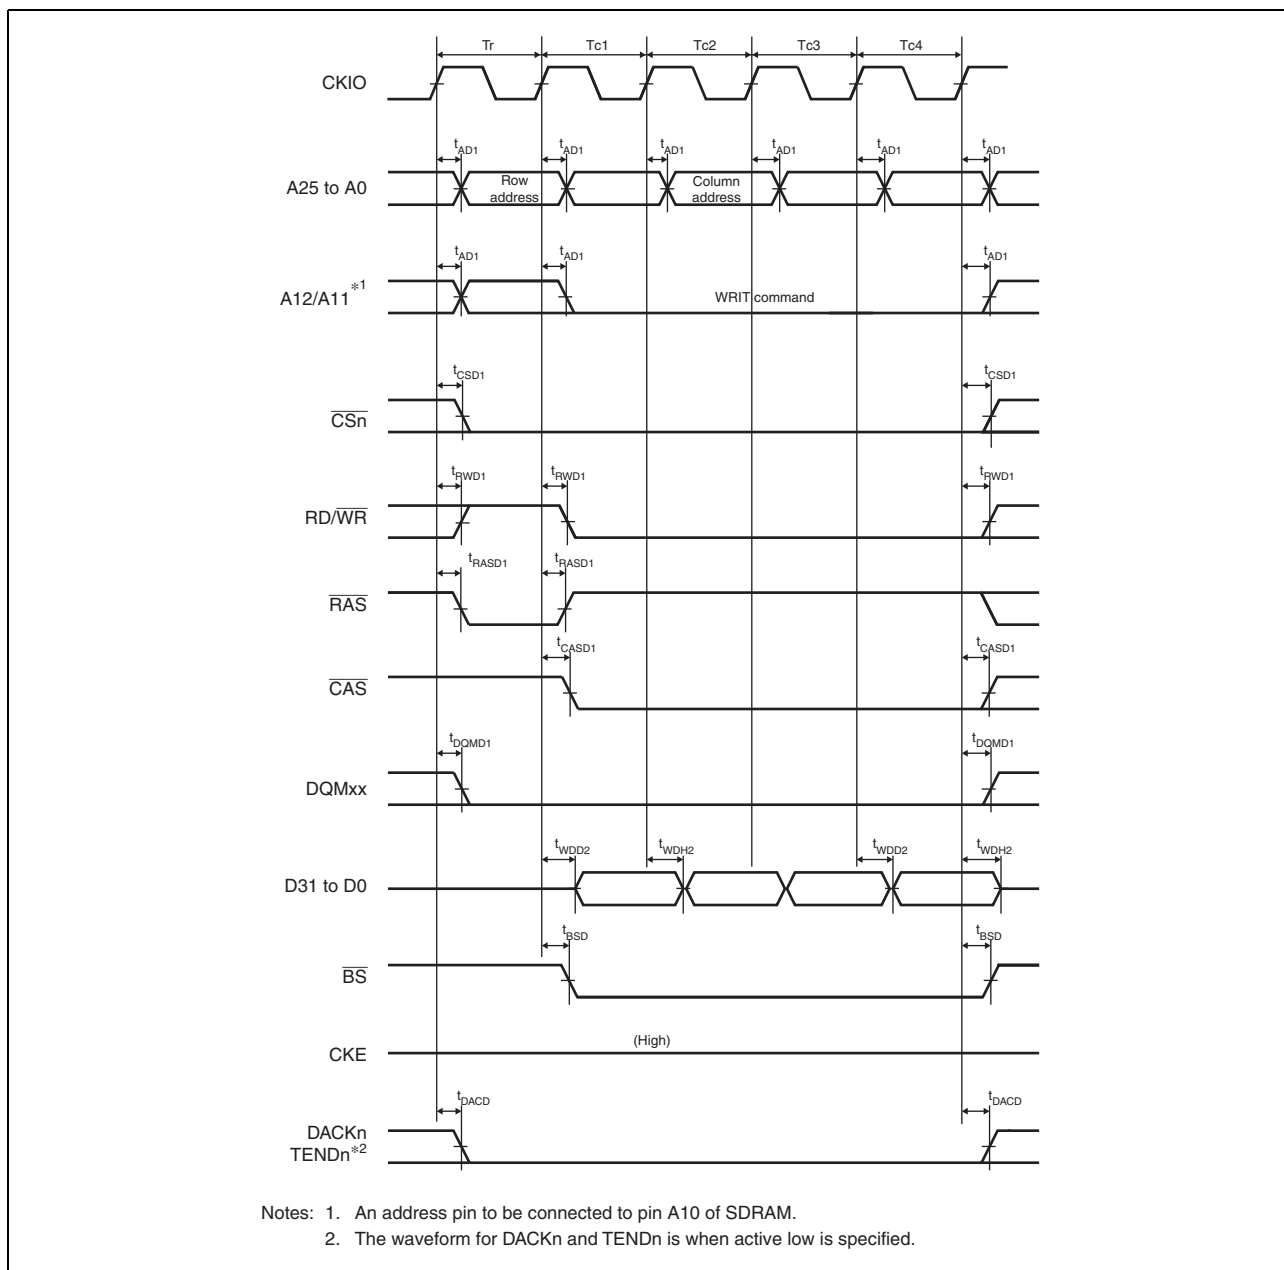 Tr Tc1 Tc2 Tc3 Tc4
CKIO
tAD1 tAD1 tAD1 tAD1 tAD1 tAD1
A25 to A0
Row
address
Column
address
tAD1 tAD1 tAD1
A12/A11*1
WRIT command
tCSD1 tCSD1
CSn
tRWD1 tRWD1 tRWD1
RD/WR
tRASD1 tRASD1
RAS
tCASD1 tCASD1
CAS
tDQMD1 tDQMD1
DQMxx
tWDD2 tWDH2 tWDD2 tWDH2
D31 to D0
tBSD tBSD
BS
(High)
CKE
tDACD tDACD
DACKn
TENDn*2
Notes: 1. An address pin to be connected to pin A10 of SDRAM.
2. The waveform for DACKn and TENDn is when active low is specified.